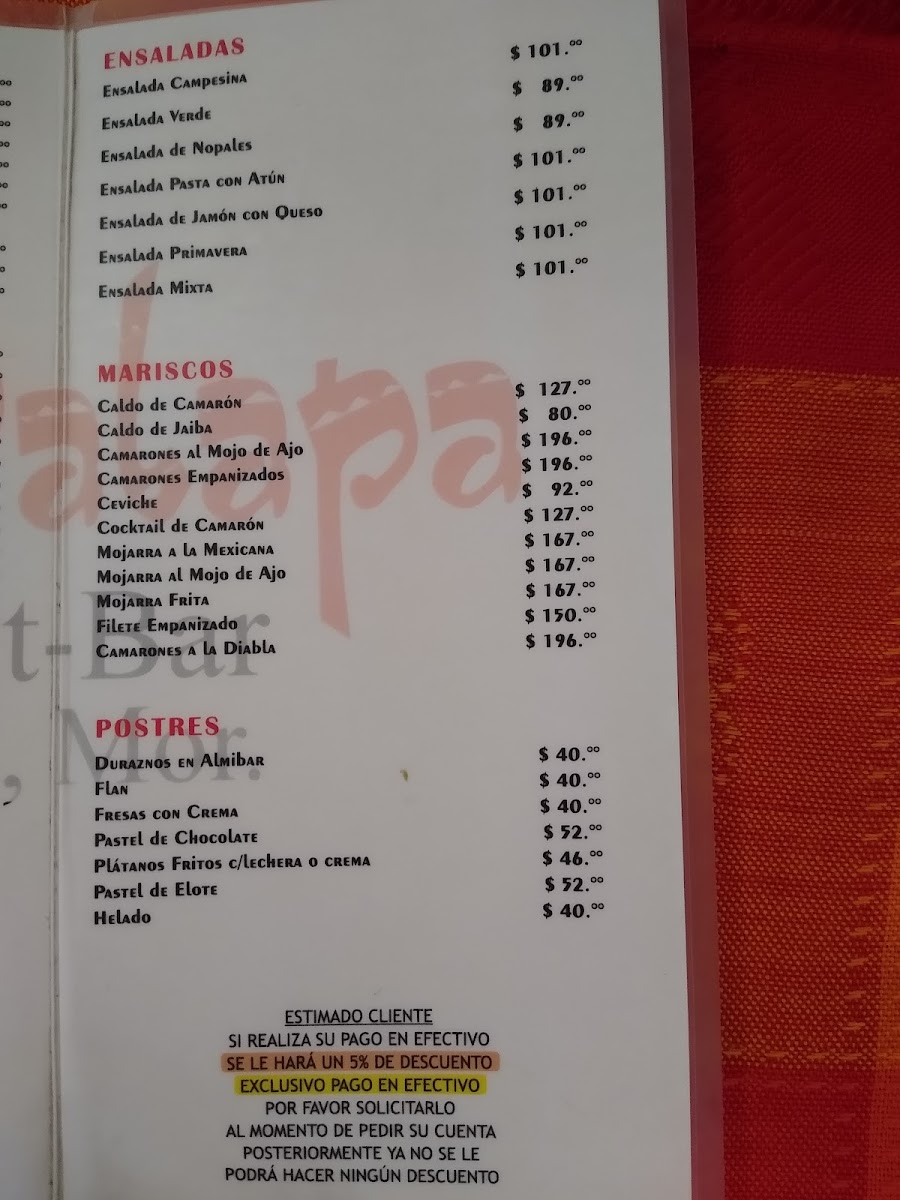 ENSALADAS
Ensalada Campesina $ 101.00
Ensalada Verde $ 89.00
Ensalada de Nopales $ 89.00
Ensalada Pasta con Atún $ 101.00
Ensalada de Jamón con Queso $ 101.00
Ensalada Primavera $ 101.00
Ensalada Mixta $ 101.00
MARISCOS
Caldo de Camarón $ 127.00
Caldo de Jaiba $ 80.00
Camarones al Mojo de Ajo $ 196.00
Camarones Empanizados $ 196.00
Ceviche $ 92.00
Cocktail de Camarón $ 127.00
Mojarra a la Mexicana $ 167.00
Mojarra al Mojo de Ajo $ 167.00
Mojarra Frita $ 167.00
Filete Empanizado $ 150.00
Camarones a la Diabla $ 196.00
t-Bar
, Mor.
POSTRES
Duraznos en Almibar $ 40.00
Flan $ 40.00
Fresas con Crema $ 40.00
Pastel de Chocolate $ 52.00
Plátanos Fritos c/lechera o crema $ 46.00
Pastel de Elote $ 52.00
Helado $ 40.00
ESTIMADO CLIENTE
SI REALIZA SU PAGO EN EFECTIVO
SE LE HARÁ UN 5% DE DESCUENTO
EXCLUSIVO PAGO EN EFECTIVO
POR FAVOR SOLICITARLO
AL MOMENTO DE PEDIR SU CUENTA
POSTERIORMENTE YA NO SE LE
PODRÁ HACER NINGÚN DESCUENTO